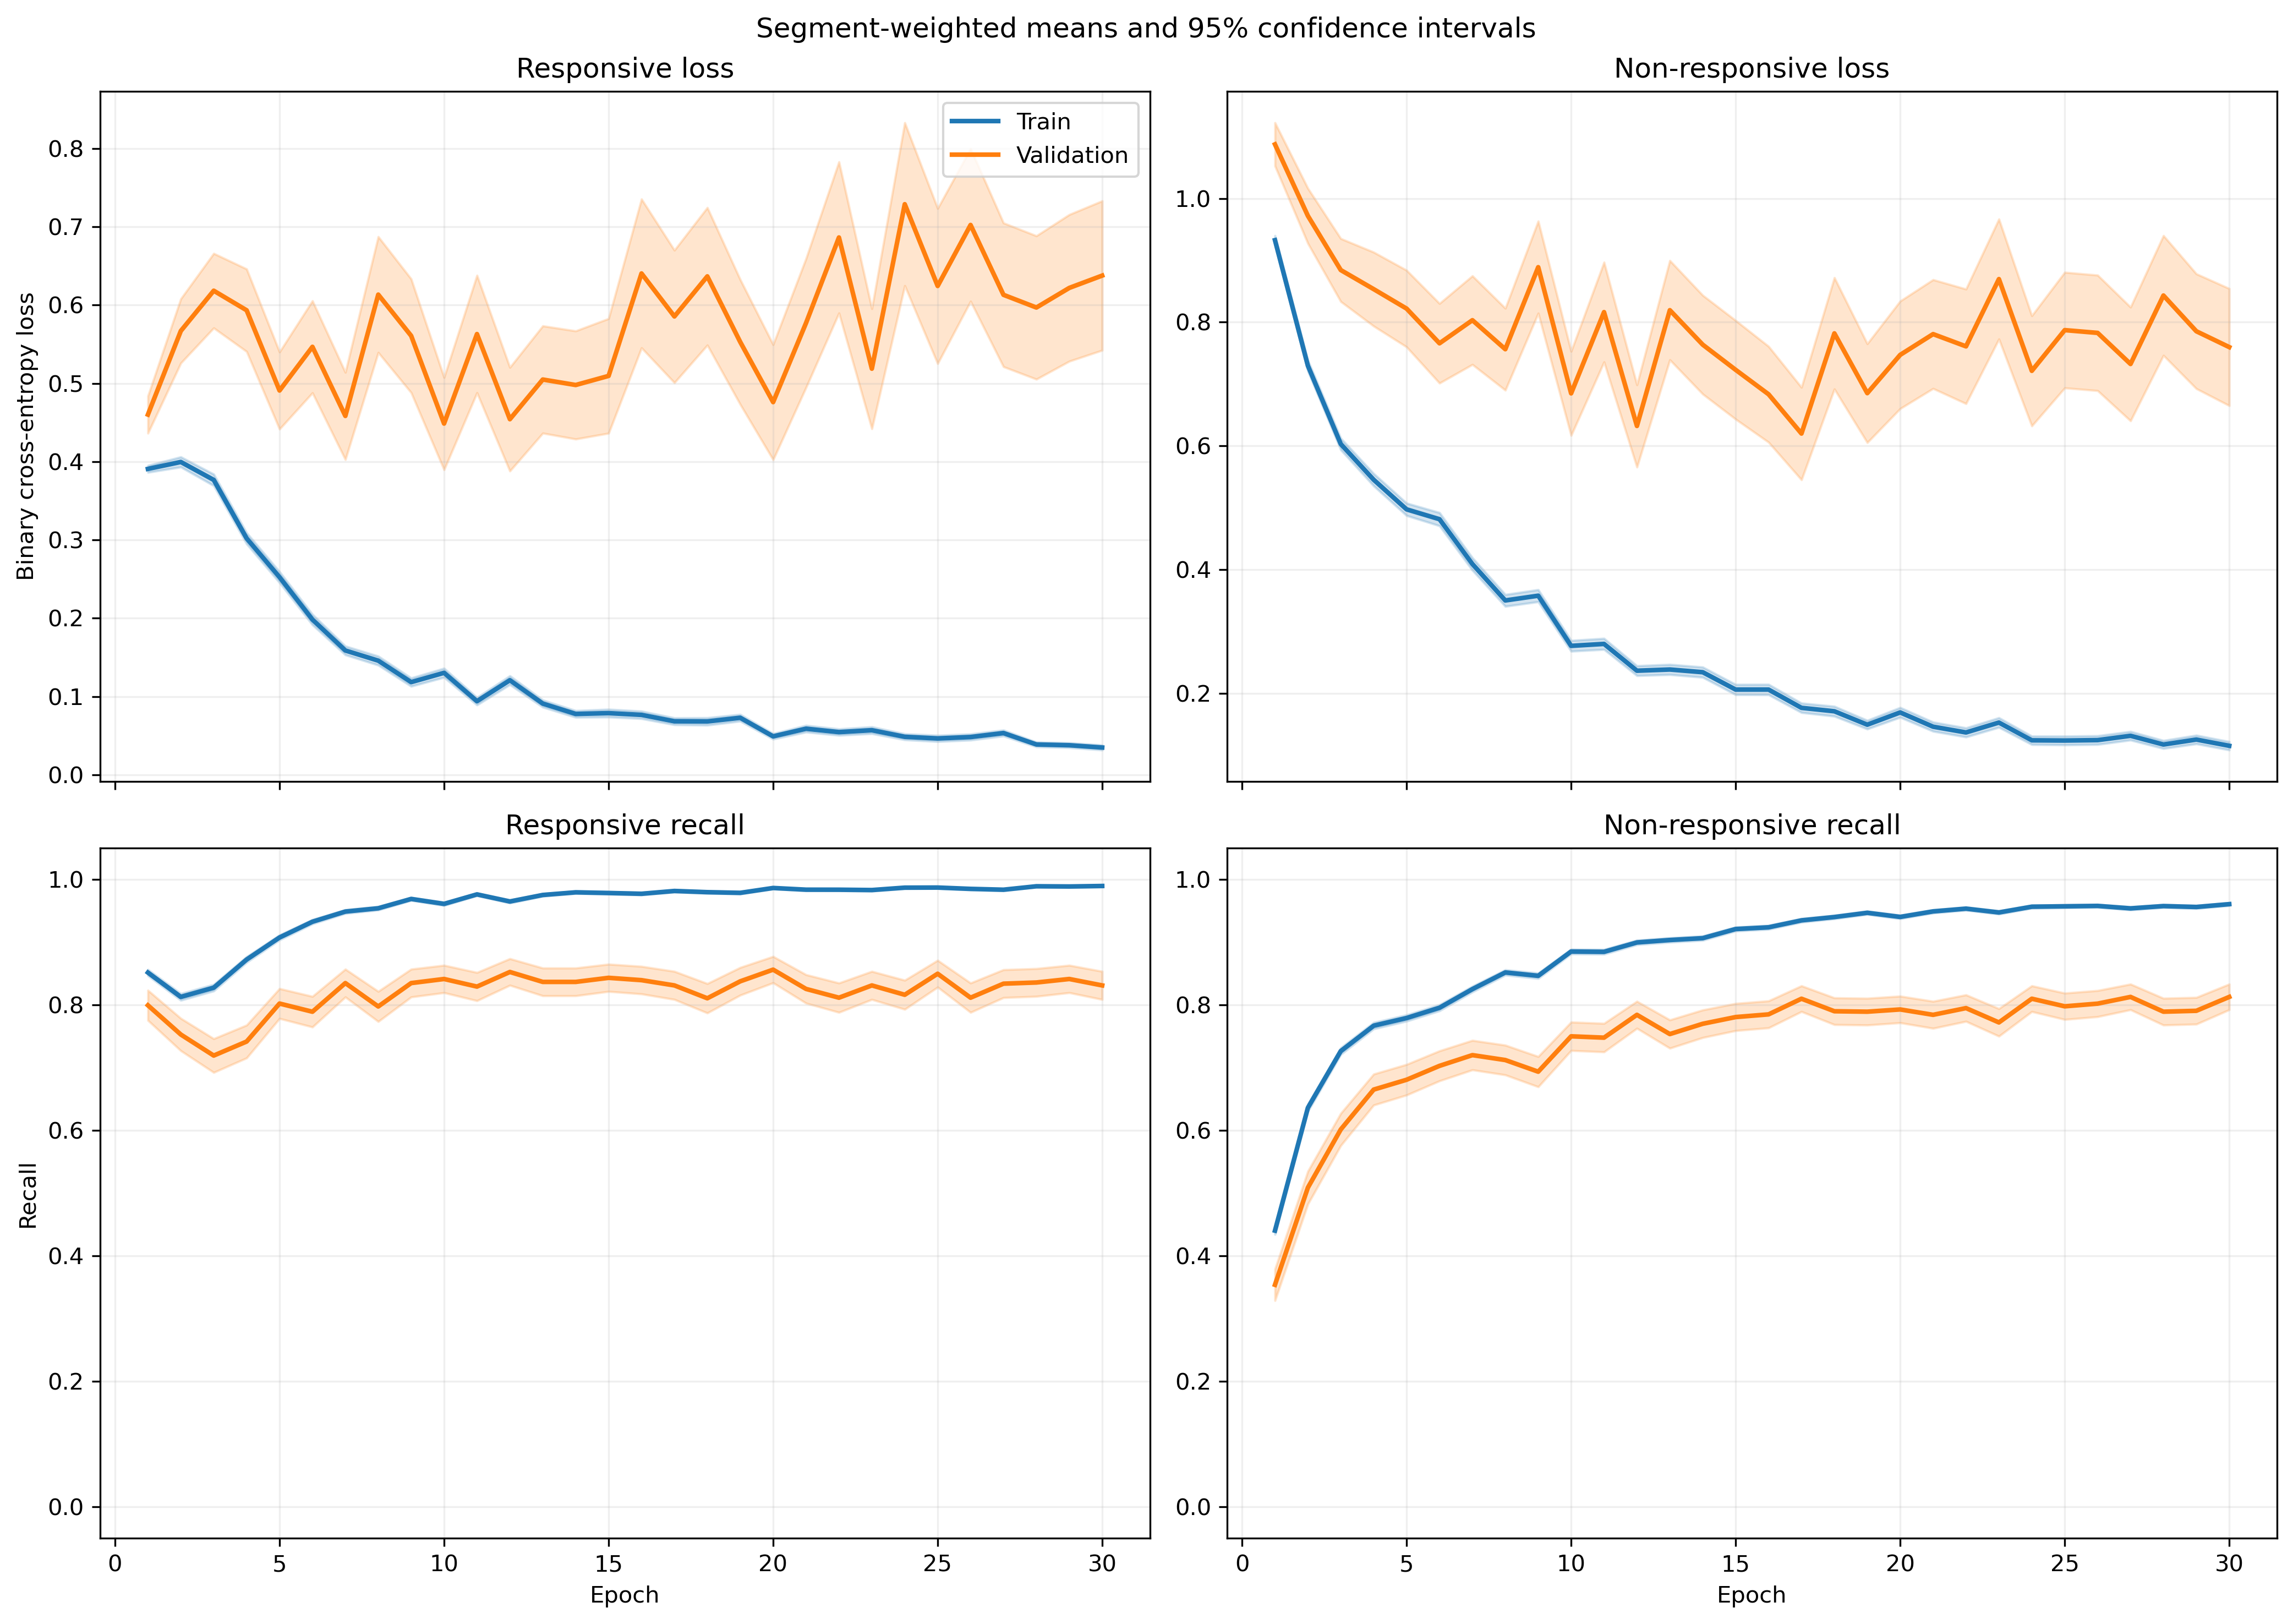 Segment-weighted means and 95% confidence intervals
Responsive loss
Non-responsive loss
Train
Validation
Binary cross-entropy loss
0.8
0.7
0.6
0.5
0.4
0.3
0.2
0.1
0.0
1.0
0.8
0.6
0.4
0.2
Responsive recall
Non-responsive recall
Recall
1.0
0.8
0.6
0.4
0.2
0.0
0 5 10 15 20 25 30
Epoch
1.0
0.8
0.6
0.4
0.2
0.0
0 5 10 15 20 25 30
Epoch